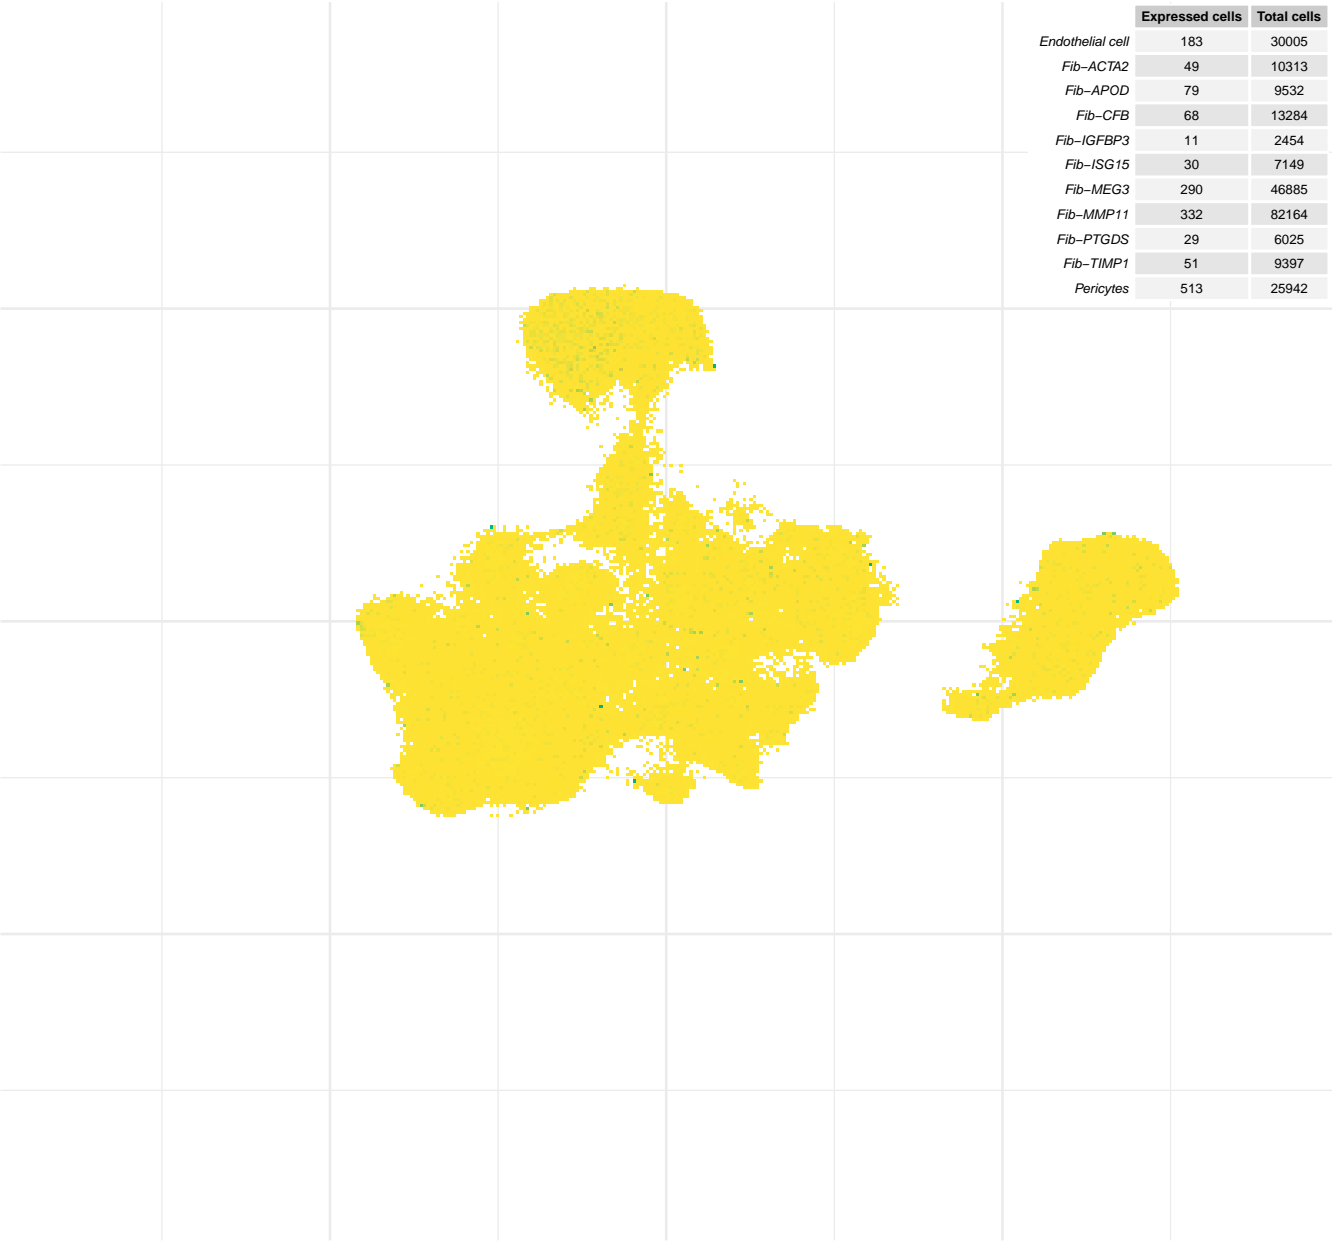 Expressed cells Total cells
Endothelial cell 183 30005
Fib−ACTA2 49 10313
Fib−APOD 79 9532
Fib−CFB 68 13284
Fib−IGFBP3 11 2454
Fib−ISG15 30 7149
Fib−MEG3 290 46885
Fib−MMP11 332 82164
Fib−PTGDS 29 6025
Fib−TIMP1 51 9397
Pericytes 513 25942